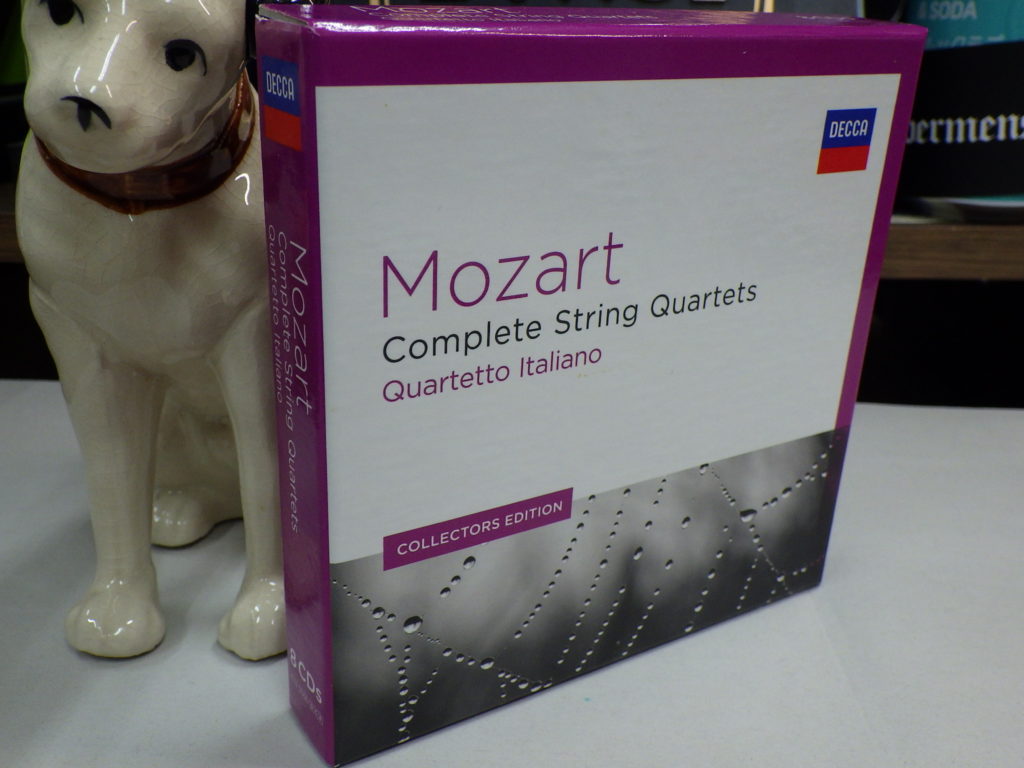 Mozart
DECCA
DECCA
Mozart
Complete String Quartets
Quartetto Italiano
COLLECTORS EDITION
Mozart
Complete String Quartets
Quartetto Italiano
8 CDs
& SODA